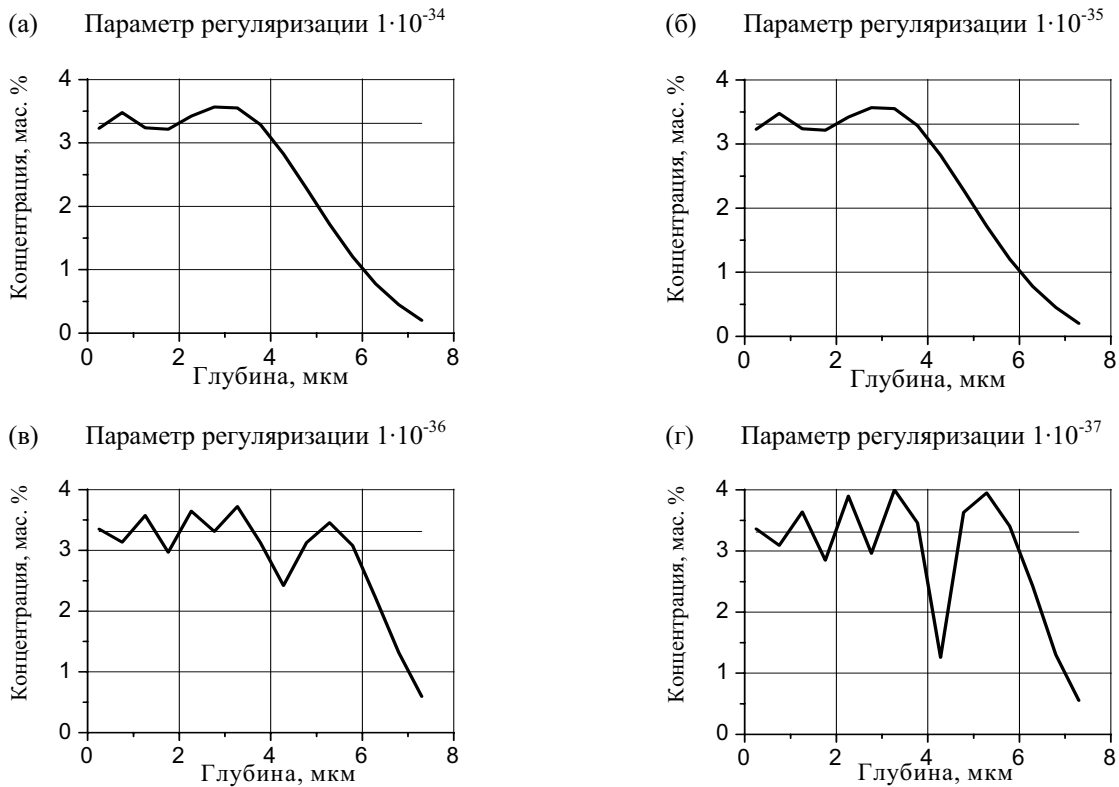 (а) Параметр регуляризации 1·10⁻³⁴
Концентрация, мас. %
4
3
2
1
0
0 2 4 6 8
Глубина, мкм
(б) Параметр регуляризации 1·10⁻³⁵
Концентрация, мас. %
4
3
2
1
0
0 2 4 6 8
Глубина, мкм
(в) Параметр регуляризации 1·10⁻³⁶
Концентрация, мас. %
4
3
2
1
0
0 2 4 6 8
Глубина, мкм
(г) Параметр регуляризации 1·10⁻³⁷
Концентрация, мас. %
4
3
2
1
0
0 2 4 6 8
Глубина, мкм